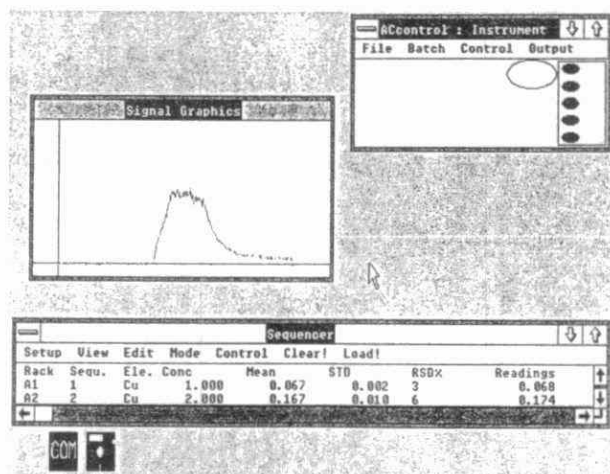 ACcontrol : Instrument
File Batch Control Output
Signal Graphics
Sequencer
Setup View Edit Mode Control Clear! Load!
Rack Sequ. Ele. Conc Mean STD RSD% Readings
A1 1 Cu 1.000 0.067 0.002 3 0.068
A2 2 Cu 2.000 0.167 0.010 6 0.174
COM